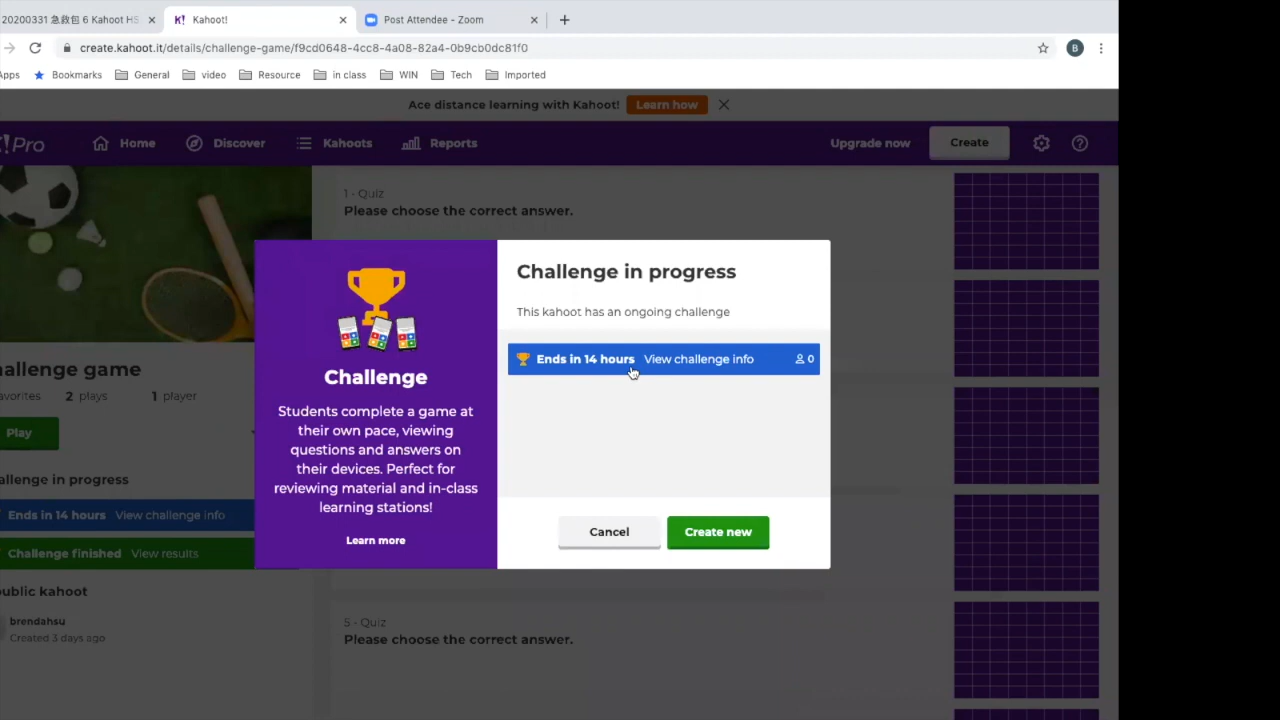 20200331 急救包 6 Kahoot HS
Kahoot!
Post Attendee - Zoom
create.kahoot.it/details/challenge-game/f9cd0648-4cc8-4a08-82a4-0b9cb0dc81f0
B
Apps
Bookmarks
General
video
Resource
in class
WIN
Tech
Imported
Ace distance learning with Kahoot!
Learn how
K!Pro
Home
Discover
Kahoots
Reports
Upgrade now
Create
1 - Quiz
Please choose the correct answer.
Challenge in progress
This kahoot has an ongoing challenge
Ends in 14 hours View challenge info 0
Cancel
Create new
Challenge
Students complete a game at
their own pace, viewing
questions and answers on
their devices. Perfect for
reviewing material and in-class
learning stations!
Learn more
hallenge game
avorites 2 plays 1 player
Play
allenge in progress
Ends in 14 hours View challenge info
Challenge finished View results
public kahoot
brendahsu
Created 3 days ago
5 - Quiz
Please choose the correct answer.